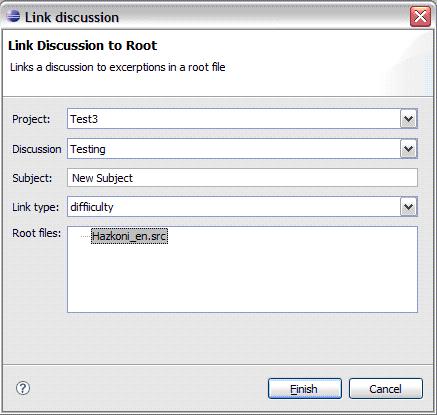 Link discussion
Link Discussion to Root
Links a discussion to excerptions in a root file
Project: Test3
Discussion Testing
Subject: New Subject
Link type: diffiiculty
Root files: Hazkoni_en.src
? Finish Cancel